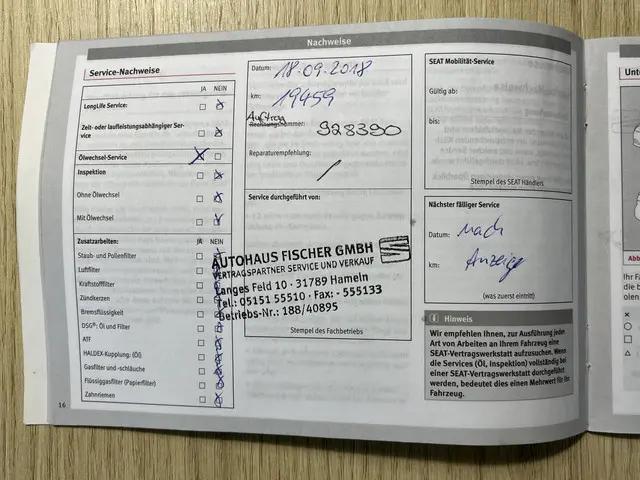 Nachweise
Service-Nachweise
JA NEIN
LongLife Service:
Zeit- oder laufleistungsabhängiger Ser-
vice
Ölwechsel-Service
Inspektion
Ohne Ölwechsel
Mit Ölwechsel
Zusatzarbeiten: JA NEIN
Staub- und Pollenfilter
Luftfilter
Kraftstofffilter
Zündkerzen
Bremsflüssigkeit
DSG®: Öl und Filter
ATF
HALDEX-Kupplung: (Öl)
Gasfilter und -schläuche
Flüssiggasfilter (Papierfilter)
Zahnriemen
16
Datum: 18.09.2018
km: 19459
Auftrag
Rechnungsnummer: 928390
Reparaturempfehlung:
/
Service durchgeführt von:
AUTOHAUS FISCHER GMBH
VERTRAGSPARTNER SERVICE UND VERKAUF
Langes Feld 10 · 31789 Hameln
Tel.: 05151 55510 · Fax: - 555133
Betriebs-Nr.: 188/40895
Stempel des Fachbetriebs
SEAT Mobilität-Service
Gültig ab:
bis:
Stempel des SEAT Händlers
Nächster fälliger Service
Datum: nach
km: Anzeige
(was zuerst eintritt)
Hinweis
Wir empfehlen Ihnen, zur Ausführung jeder
Art von Arbeiten an Ihrem Fahrzeug eine
SEAT-Vertragswerkstatt aufzusuchen. Wenn
die Services (Öl, Inspektion) vollständig bei
einer SEAT-Vertragswerkstatt durchgeführt
werden, bedeutet dies einen Mehrwert für Ihr
Fahrzeug.